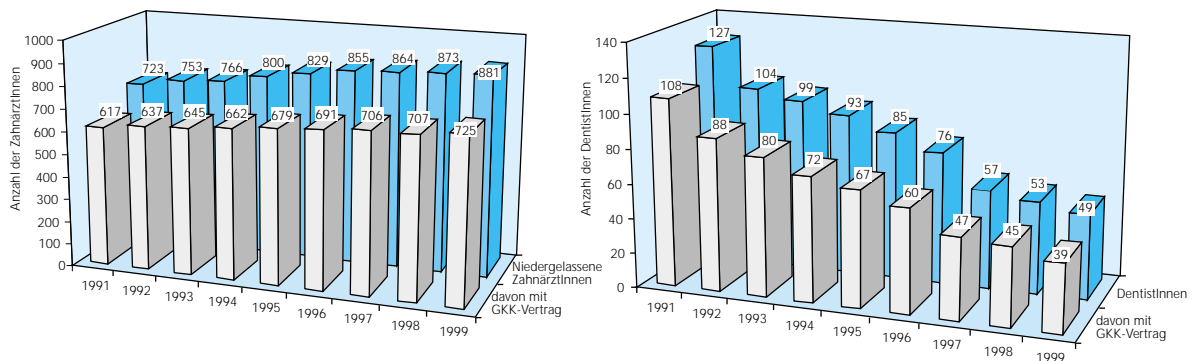 1000
900
800
700
600
500
400
300
200
100
0
Anzahl der ZahnärztInnen
723 753 766 800 829 855 864 873 881
617 637 645 662 679 691 706 707 725
1991 1992 1993 1994 1995 1996 1997 1998 1999
Niedergelassene
ZahnärztInnen
davon mit
GKK-Vertrag
140
120
100
80
60
40
20
0
Anzahl der DentistInnen
127 104 99 93 85 76 57 53 49
108 88 80 72 67 60 47 45 39
1991 1992 1993 1994 1995 1996 1997 1998 1999
DentistInnen
davon mit
GKK-Vertrag